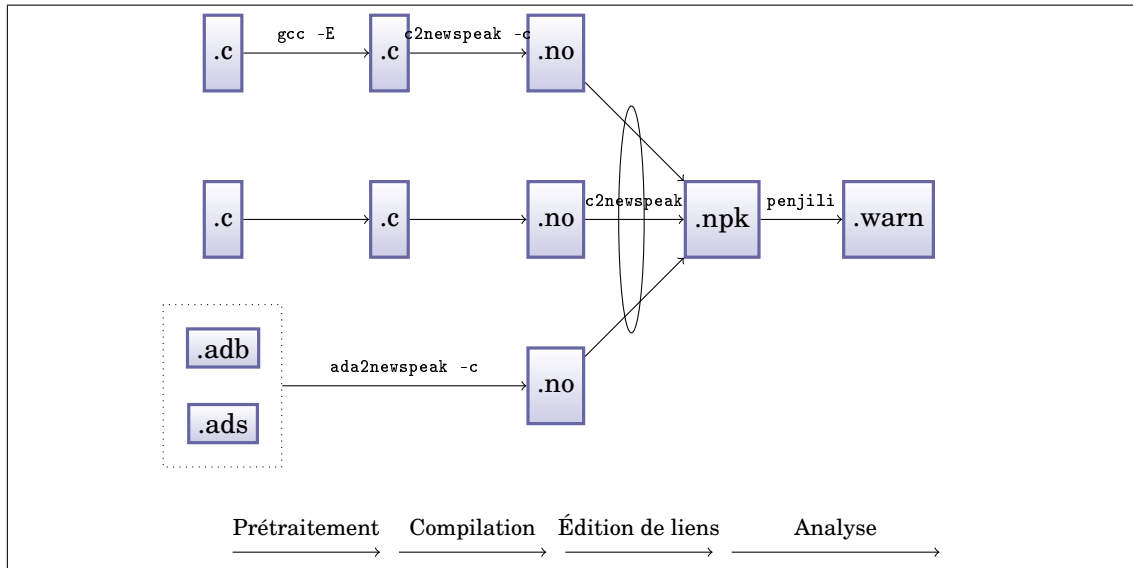 gcc -E
c2newspeak -c
.c
.c
.no
c2newspeak
penjili
.c
.c
.no
.npk
.warn
.adb
ada2newspeak -c
.no
.ads
Prétraitement
Compilation
Édition de liens
Analyse